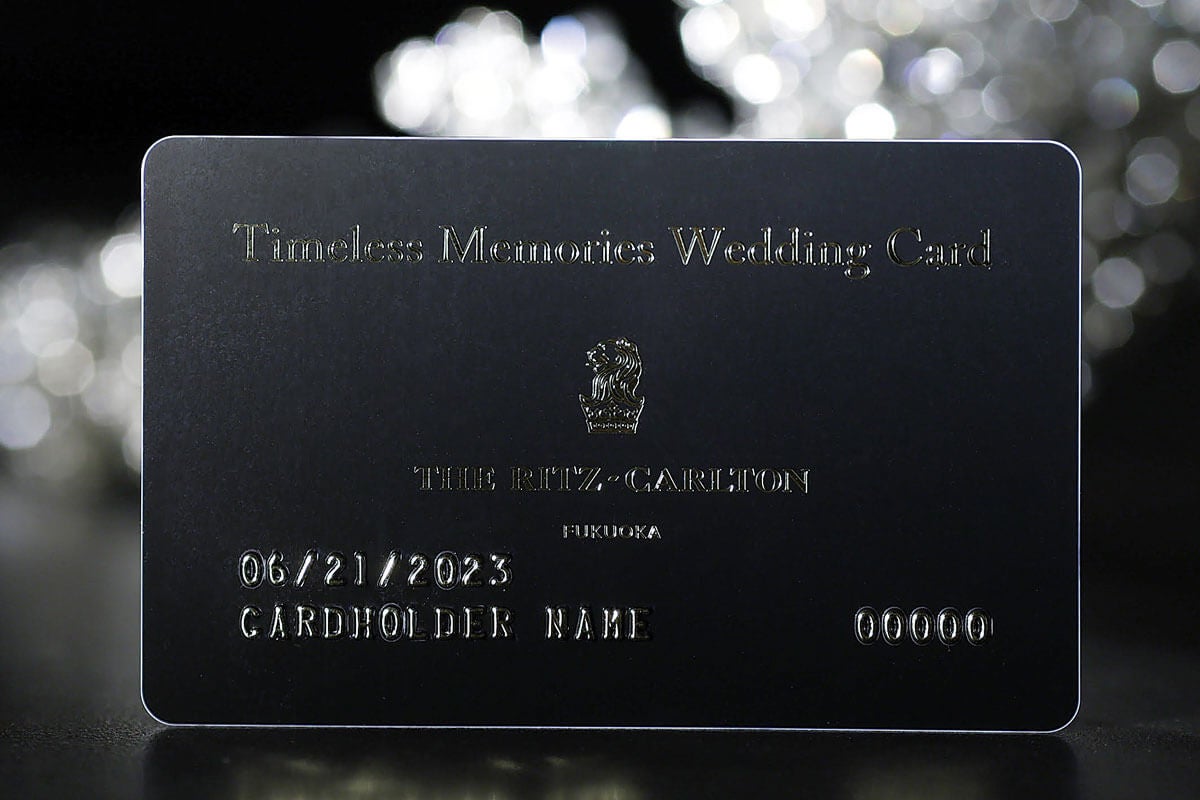 Timeless Memories Wedding Card
THE RITZ-CARLTON
FUKUOKA
06/21/2023
CARDHOLDER NAME 00000